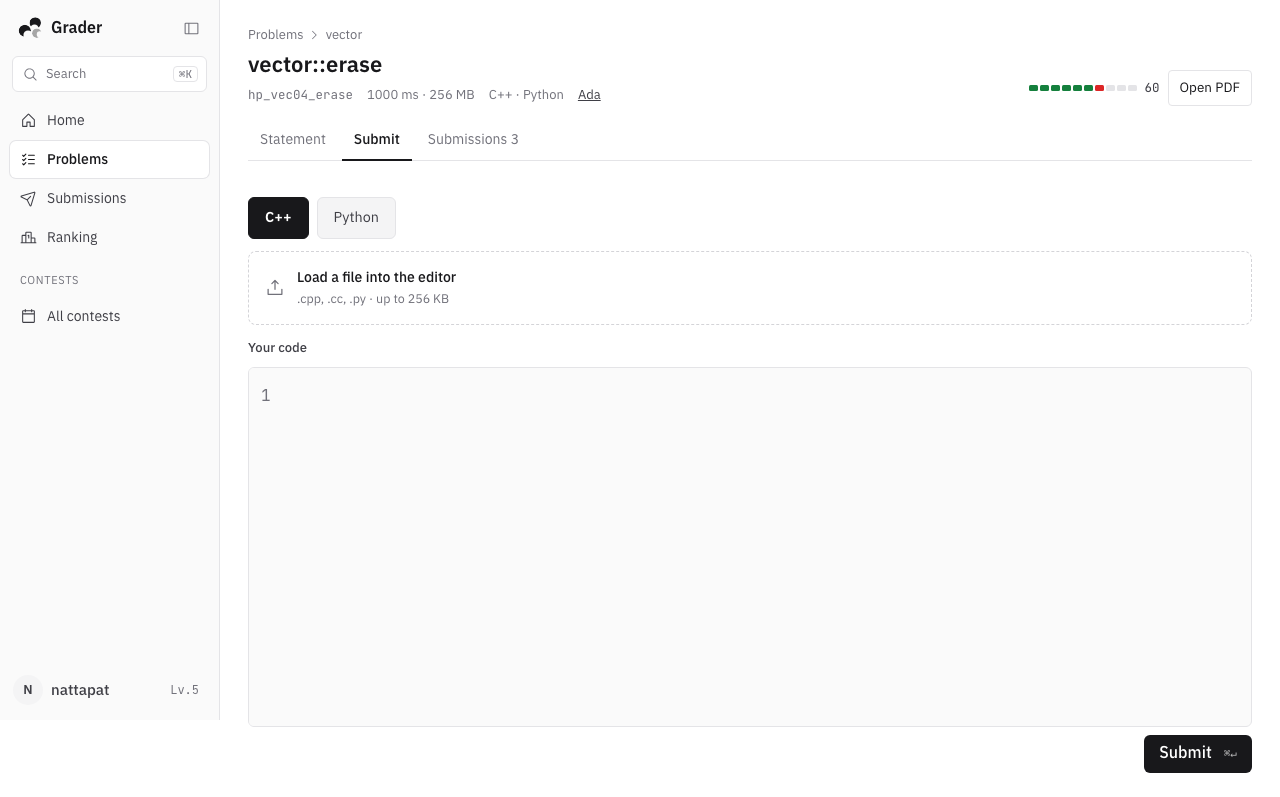 Grader
Search ⌘K
Home
Problems
Submissions
Ranking
CONTESTS
All contests
N nattapat Lv.5
Problems > vector
vector::erase
hp_vec04_erase 1000 ms · 256 MB C++ · Python Ada
60 Open PDF
Statement Submit Submissions 3
C++ Python
Load a file into the editor
.cpp, .cc, .py · up to 256 KB
Your code
1
Submit ⌘↵